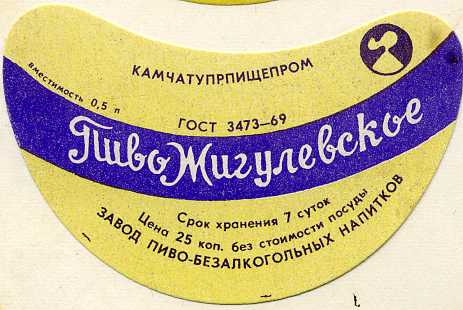 КАМЧАТУПРПИЩЕПРОМ
вместимость 0,5 л
ГОСТ 3473—69
Пиво Жигулевское
Срок хранения 7 суток
Цена 25 коп. без стоимости посуды
ЗАВОД ПИВО-БЕЗАЛКОГОЛЬНЫХ НАПИТКОВ